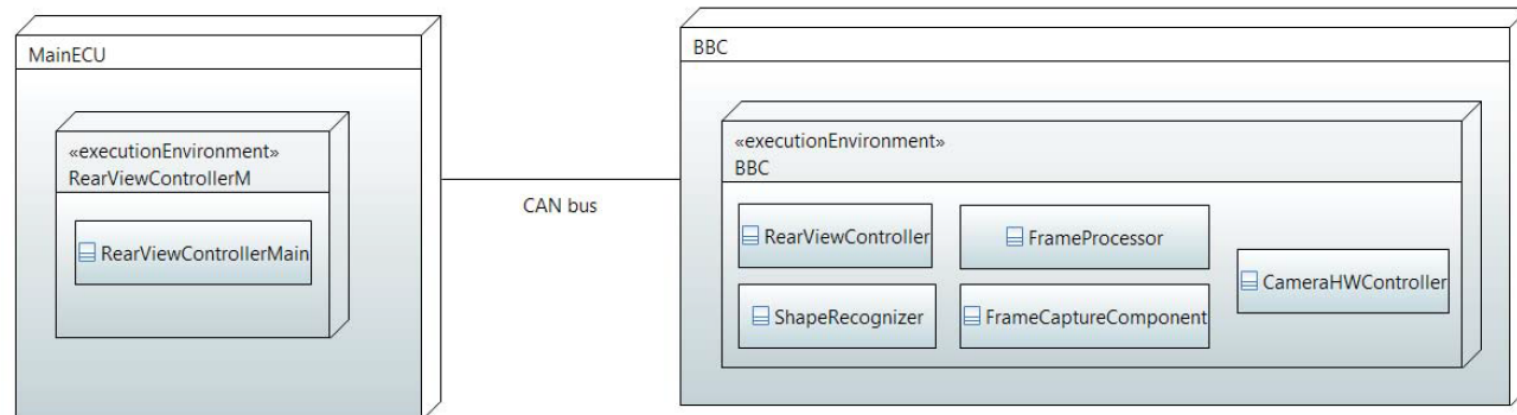 MainECU
«executionEnvironment»
RearViewControllerM
RearViewControllerMain
CAN bus
BBC
«executionEnvironment»
BBC
RearViewController
FrameProcessor
CameraHWController
ShapeRecognizer
FrameCaptureComponent